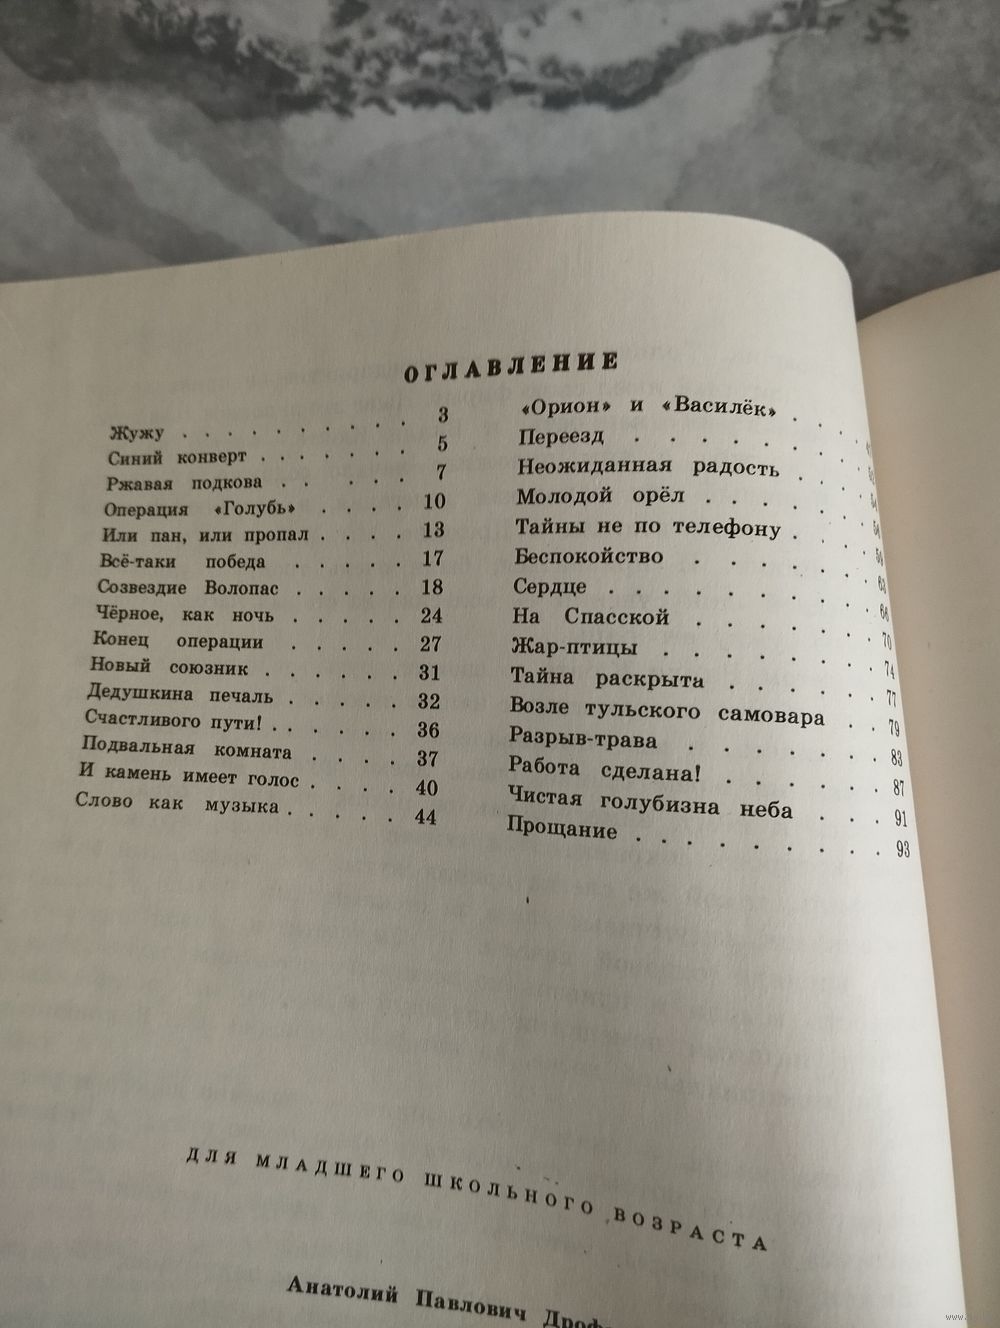 ОГЛАВЛЕНИЕ
Жужу . . . . . . . . . . 3
Синий конверт . . . . . . . 5
Ржавая подкова . . . . . 7
Операция «Голубь» . . . . 10
Или пан, или пропал . . . . 13
Всё-таки победа . . . . . 17
Созвездие Волопас . . . . . 18
Чёрное, как ночь . . . . . 24
Конец операции . . . . . 27
Новый союзник . . . . . . 31
Дедушкина печаль . . . . . 32
Счастливого пути! . . . . . . 36
Подвальная комната . . . . 37
И камень имеет голос . . . . 40
Слово как музыка . . . . . 44
«Орион» и «Василёк» . . . .
Переезд . . . . . . .
Неожиданная радость . . . .
Молодой орёл . . . . . .
Тайны не по телефону . . .
Беспокойство . . . . . . 63
Сердце . . . . . . . . 66
На Спасской . . . . . . 70
Жар-птицы . . . . . . . 74
Тайна раскрыта . . . . . 77
Возле тульского самовара . . 79
Разрыв-трава . . . . . . 83
Работа сделана! . . . . . 87
Чистая голубизна неба . . . 91
Прощание . . . . . . . . . 93
ДЛЯ МЛАДШЕГО ШКОЛЬНОГО ВОЗРАСТА
Анатолий Павлович